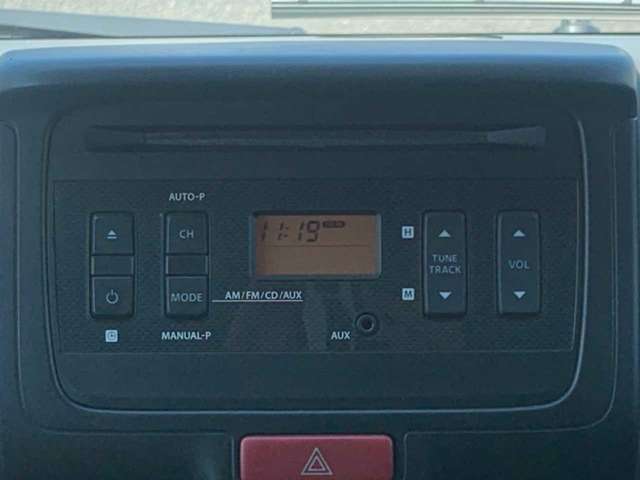 AUTO-P
CH
11:19
H
TUNE
TRACK
VOL
MODE
AM/FM/CD/AUX
M
MANUAL-P
AUX